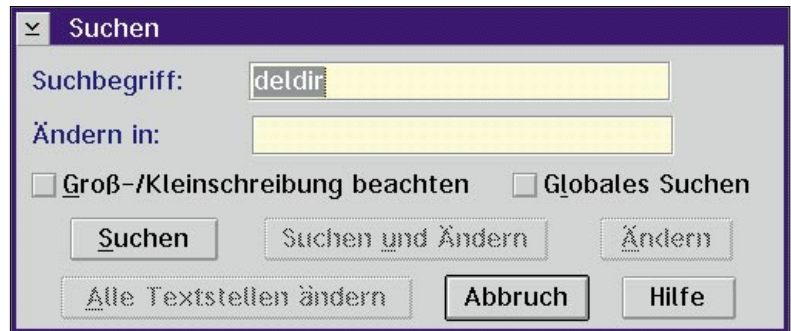 Suchen
Suchbegriff: deldir
Ändern in:
Groß-/Kleinschreibung beachten Globales Suchen
Suchen Suchen und Ändern Ändern
Alle Textstellen ändern Abbruch Hilfe